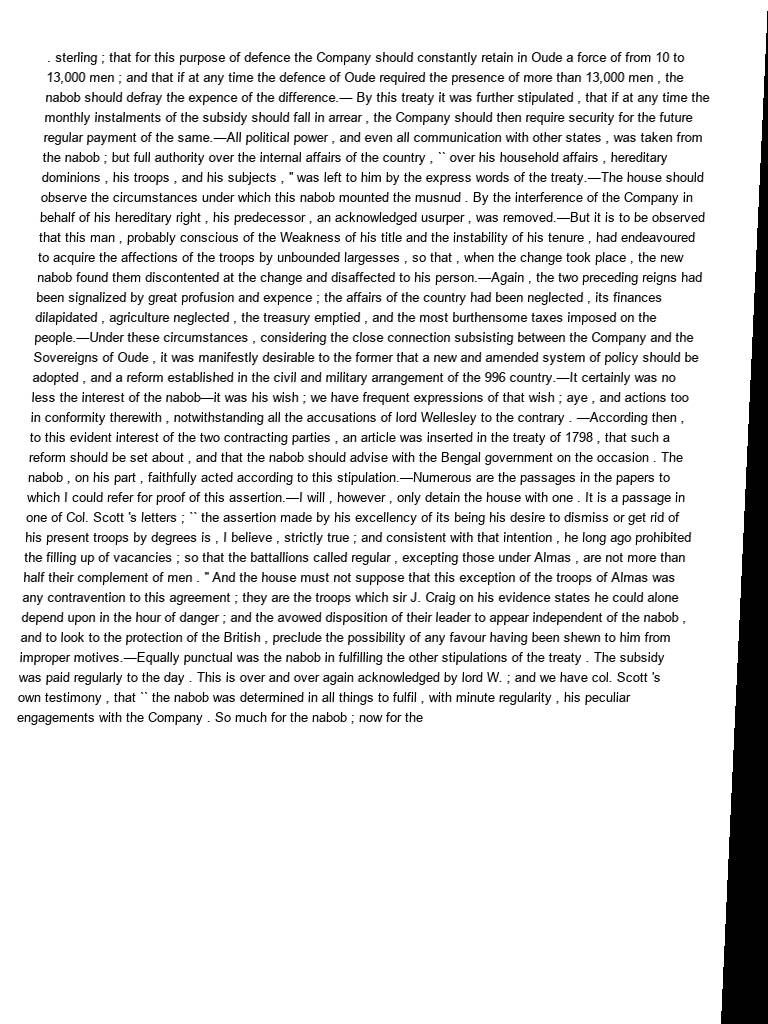 . sterling ; that for this purpose of defence the Company should constantly retain in Oude a force of from 10 to
13,000 men ; and that if at any time the defence of Oude required the presence of more than 13,000 men , the
nabob should defray the expence of the difference.— By this treaty it was further stipulated , that if at any time the
monthly instalments of the subsidy should fall in arrear , the Company should then require security for the future
regular payment of the same.—All political power , and even all communication with other states , was taken from
the nabob ; but full authority over the internal affairs of the country , `` over his household affairs , hereditary
dominions , his troops , and his subjects , " was left to him by the express words of the treaty.—The house should
observe the circumstances under which this nabob mounted the musnud . By the interference of the Company in
behalf of his hereditary right , his predecessor , an acknowledged usurper , was removed.—But it is to be observed
that this man , probably conscious of the Weakness of his title and the instability of his tenure , had endeavoured
to acquire the affections of the troops by unbounded largesses , so that , when the change took place , the new
nabob found them discontented at the change and disaffected to his person.—Again , the two preceding reigns had
been signalized by great profusion and expence ; the affairs of the country had been neglected , its finances
dilapidated , agriculture neglected , the treasury emptied , and the most burthensome taxes imposed on the
people.—Under these circumstances , considering the close connection subsisting between the Company and the
Sovereigns of Oude , it was manifestly desirable to the former that a new and amended system of policy should be
adopted , and a reform established in the civil and military arrangement of the 996 country.—It certainly was no
less the interest of the nabob—it was his wish ; we have frequent expressions of that wish ; aye , and actions too
in conformity therewith , notwithstanding all the accusations of lord Wellesley to the contrary . —According then ,
to this evident interest of the two contracting parties , an article was inserted in the treaty of 1798 , that such a
reform should be set about , and that the nabob should advise with the Bengal government on the occasion . The
nabob , on his part , faithfully acted according to this stipulation.—Numerous are the passages in the papers to
which I could refer for proof of this assertion.—I will , however , only detain the house with one . It is a passage in
one of Col. Scott 's letters ; `` the assertion made by his excellency of its being his desire to dismiss or get rid of
his present troops by degrees is , I believe , strictly true ; and consistent with that intention , he long ago prohibited
the filling up of vacancies ; so that the battallions called regular , excepting those under Almas , are not more than
half their complement of men . " And the house must not suppose that this exception of the troops of Almas was
any contravention to this agreement ; they are the troops which sir J. Craig on his evidence states he could alone
depend upon in the hour of danger ; and the avowed disposition of their leader to appear independent of the nabob ,
and to look to the protection of the British , preclude the possibility of any favour having been shewn to him from
improper motives.—Equally punctual was the nabob in fulfilling the other stipulations of the treaty . The subsidy
was paid regularly to the day . This is over and over again acknowledged by lord W. ; and we have col. Scott 's
own testimony , that `` the nabob was determined in all things to fulfil , with minute regularity , his peculiar
engagements with the Company . So much for the nabob ; now for the